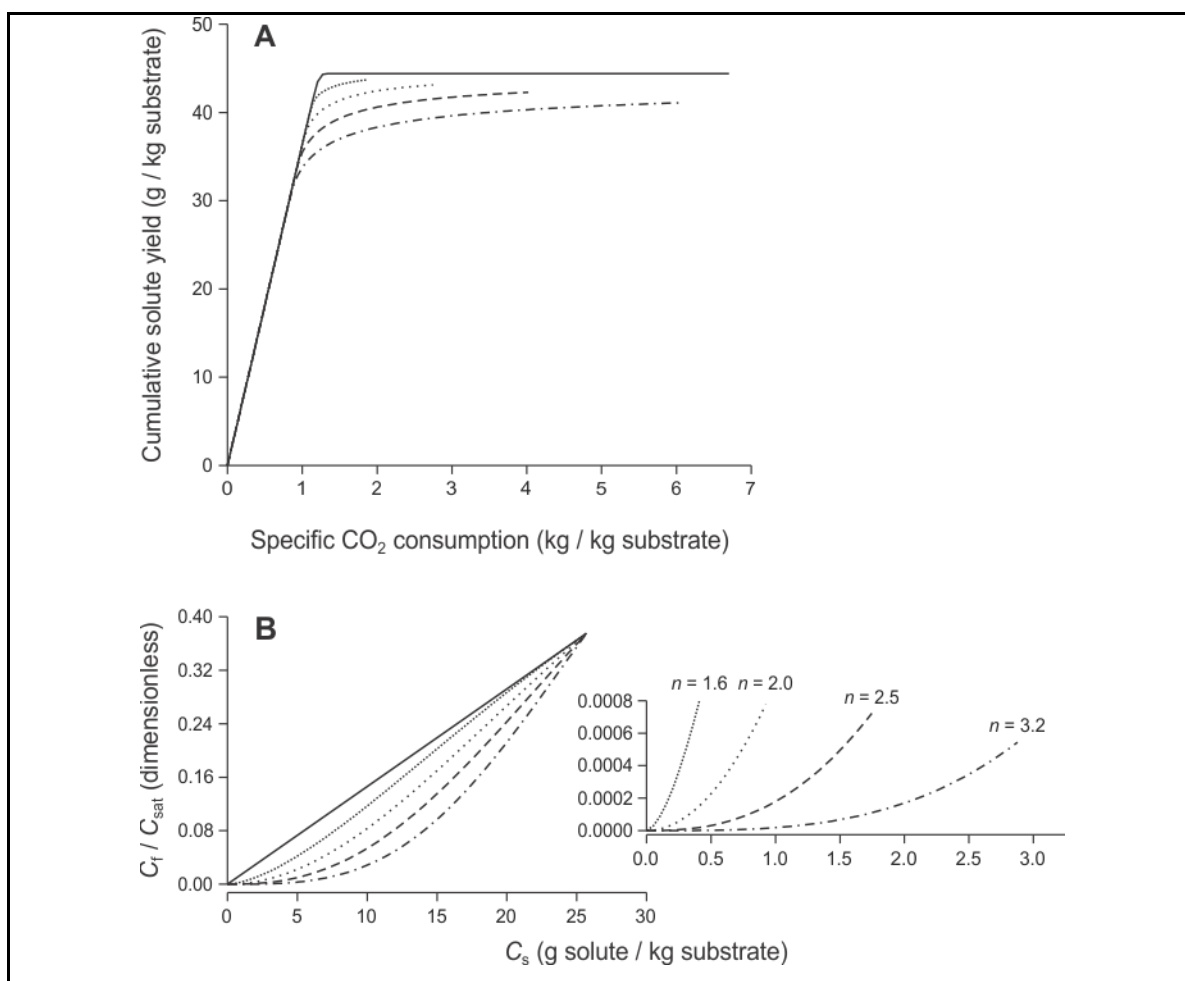 A
50
40
30
20
10
0
Cumulative solute yield (g / kg substrate)
0 1 2 3 4 5 6 7
Specific CO₂ consumption (kg / kg substrate)
B
0.40
0.32
0.24
0.16
0.08
0.00
C_f / C_sat (dimensionless)
0 5 10 15 20 25 30
C_s (g solute / kg substrate)
n = 1.6 n = 2.0
n = 2.5
n = 3.2
0.0008
0.0006
0.0004
0.0002
0.0000
0.0 0.5 1.0 1.5 2.0 2.5 3.0